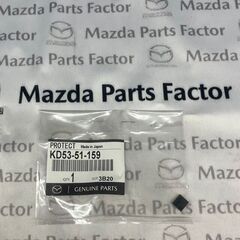 Mazda Parts Factor
Mazda Parts Factor
Mazda Parts Factor
PROTECT Made in Japan
KD53-51-159
QTY 1 3B20
GENUINE PARTS